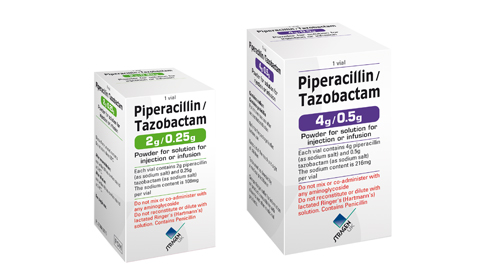 1 vial
Piperacillin/
Tazobactam
2g/0.25g
Powder for solution for
injection or infusion
Each vial contains 2g piperacillin
(as sodium salt) and 0.25g
tazobactam (as sodium salt)
The sodium content is 108mg
per vial
Do not mix or co-administer with
any aminoglycoside
Do not reconstitute or dilute with
lactated Ringer's (Hartmann's)
solution. Contains Penicillin
STRAGEN
Piperacillin/Tazobactam
1 vial
Piperacillin/
Tazobactam
4g/0.5g
Powder for solution for
injection or infusion
Each vial contains 4g piperacillin
(as sodium salt) and 0.5g
tazobactam (as sodium salt)
The sodium content is 216mg
per vial
Do not mix or co-administer with
any aminoglycoside
Do not reconstitute or dilute with
lactated Ringer's (Hartmann's)
solution. Contains Penicillin
STRAGEN